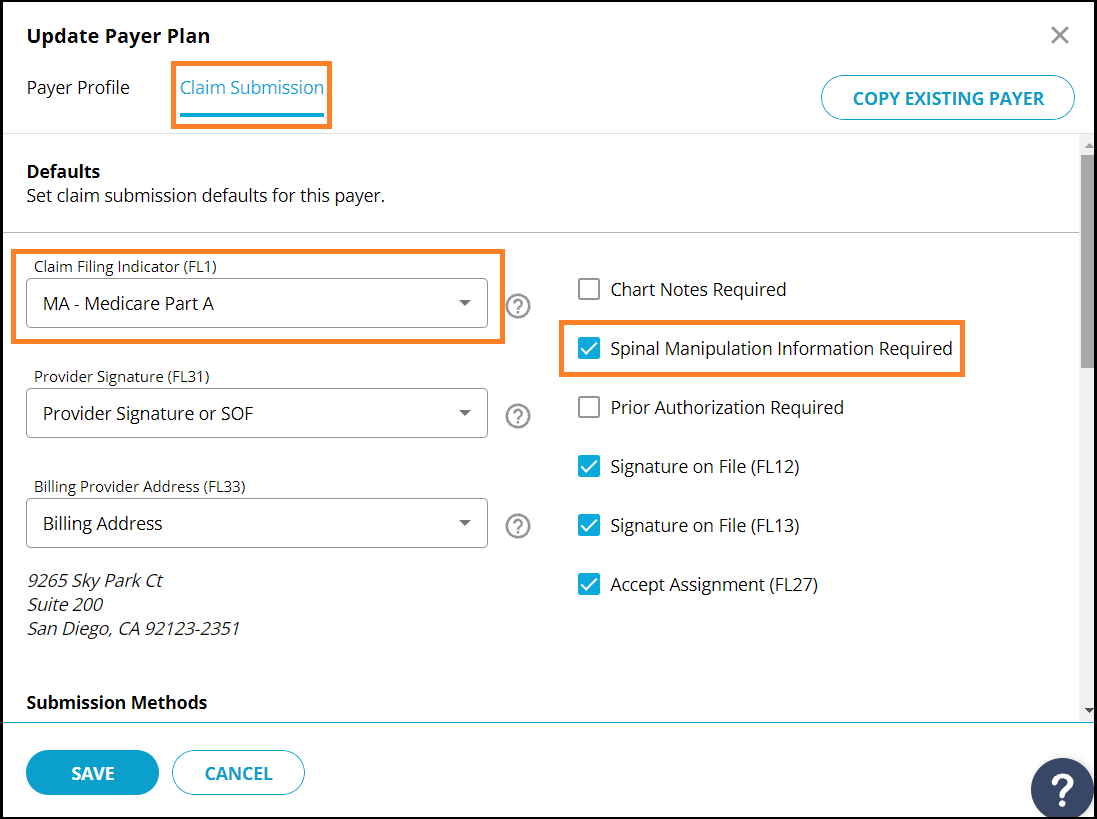 Update Payer Plan
Payer Profile
Claim Submission
COPY EXISTING PAYER
Defaults
Set claim submission defaults for this payer.
Claim Filing Indicator (FL1)
MA - Medicare Part A
?
Chart Notes Required
Spinal Manipulation Information Required
Provider Signature (FL31)
Provider Signature or SOF
?
Prior Authorization Required
Signature on File (FL12)
Billing Provider Address (FL33)
Billing Address
?
Signature on File (FL13)
Accept Assignment (FL27)
9265 Sky Park Ct
Suite 200
San Diego, CA 92123-2351
Submission Methods
SAVE
CANCEL
?